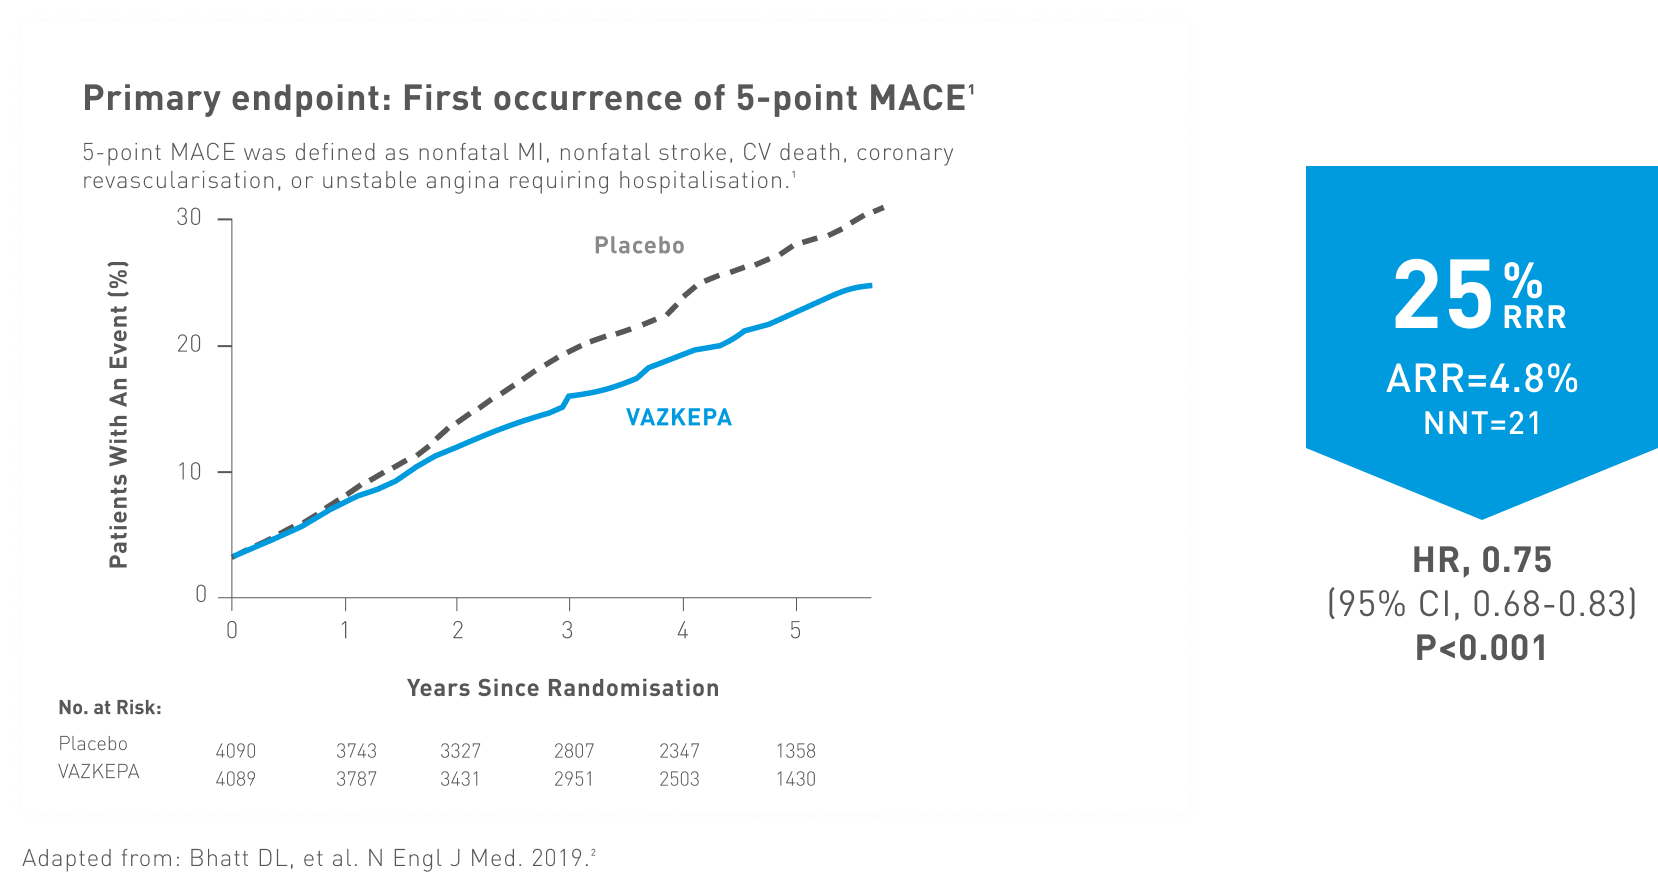 Primary endpoint: First occurrence of 5-point MACE¹
5-point MACE was defined as nonfatal MI, nonfatal stroke, CV death, coronary
revascularisation, or unstable angina requiring hospitalisation.¹
Patients With An Event (%)
30
20
10
0
Placebo
VAZKEPA
0 1 2 3 4 5
Years Since Randomisation
No. at Risk:
Placebo 4090 3743 3327 2807 2347 1358
VAZKEPA 4089 3787 3431 2951 2503 1430
25% RRR
ARR=4.8%
NNT=21
HR, 0.75
(95% CI, 0.68-0.83)
P<0.001
Adapted from: Bhatt DL, et al. N Engl J Med. 2019.²